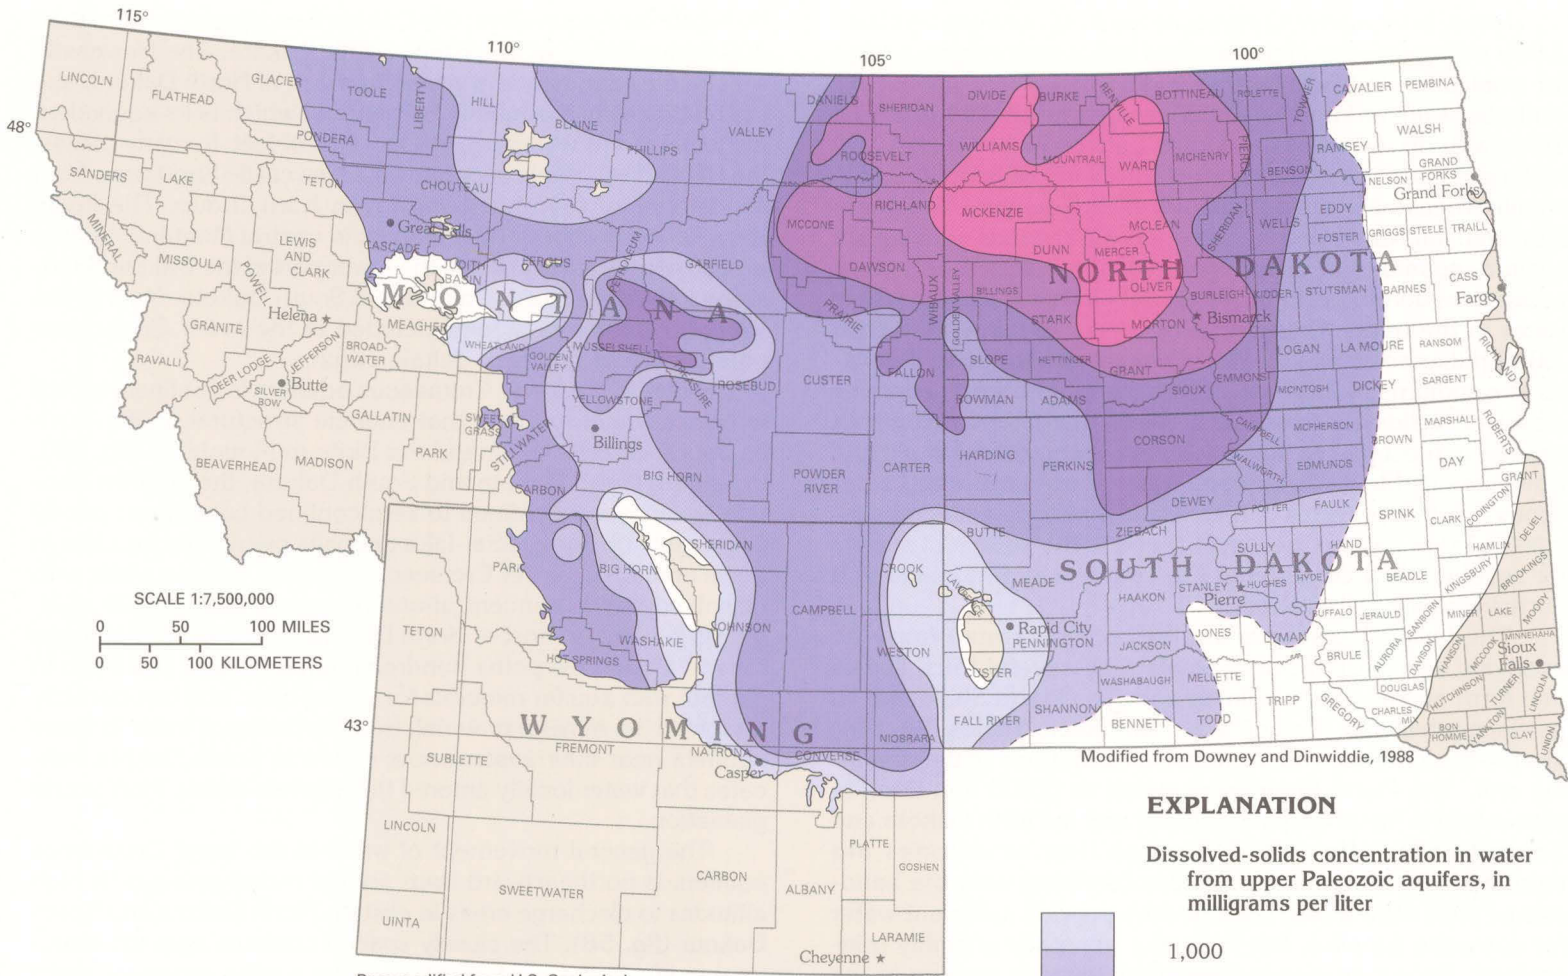 115°
110°
105°
100°
48°
43°
LINCOLN
FLATHEAD
GLACIER
TOOLE
LIBERTY
HILL
BLAINE
PHILLIPS
VALLEY
DANIELS
SHERIDAN
DIVIDE
BURKE
RENVILLE
BOTTINEAU
ROLETTE
TOWNER
CAVALIER
PEMBINA
PONDERA
ROOSEVELT
WILLIAMS
MOUNTRAIL
WARD
MCHENRY
PIERCE
BENSON
RAMSEY
WALSH
GRAND
FORKS
NELSON
Grand Forks
SANDERS
LAKE
TETON
CHOUTEAU
MCCONE
RICHLAND
MCKENZIE
MCLEAN
SHERIDAN
WELLS
EDDY
FOSTER
GRIGGS
STEELE
TRAILL
MINERAL
MISSOULA
POWELL
LEWIS
AND
CLARK
Great Falls
CASCADE
JUDITH
BASIN
FERGUS
PETROLEUM
GARFIELD
DAWSON
WIBAUX
GOLDEN VALLEY
BILLINGS
DUNN
MERCER
OLIVER
BURLEIGH
KIDDER
STUTSMAN
BARNES
CASS
Fargo
MONTANA
NORTH DAKOTA
GRANITE
Helena
MEAGHER
BROAD-
WATER
JEFFERSON
DEER LODGE
RAVALLI
SILVER
BOW
Butte
WHEATLAND
GOLDEN
VALLEY
MUSSELSHELL
TREASURE
ROSEBUD
PRAIRIE
CUSTER
FALLON
STARK
MORTON
Bismarck
SLOPE
HETTINGER
GRANT
SIOUX
EMMONS
LOGAN
LA MOURE
RANSOM
RICHLAND
MCINTOSH
DICKEY
SARGENT
BEAVERHEAD
MADISON
GALLATIN
PARK
SWEET
GRASS
STILLWATER
CARBON
YELLOWSTONE
Billings
BIG HORN
POWDER
RIVER
CARTER
BOWMAN
ADAMS
HARDING
PERKINS
CORSON
CAMPBELL
MCPHERSON
BROWN
MARSHALL
ROBERTS
WALWORTH
EDMUNDS
DAY
GRANT
DEWEY
POTTER
FAULK
SPINK
CLARK
CODINGTON
DEUEL
HAMLIN
BUTTE
ZIEBACH
SULLY
HAND
HYDE
HUGHES
BEADLE
KINGSBURY
BROOKINGS
SOUTH DAKOTA
MEADE
LAWRENCE
HAAKON
STANLEY
Pierre
BUFFALO
JERAULD
SANBORN
MINER
LAKE
MOODY
Rapid City
PENNINGTON
JACKSON
JONES
LYMAN
BRULE
AURORA
DAVISON
HANSON
MCCOOK
MINNEHAHA
Sioux
Falls
CUSTER
WASHABAUGH
MELLETTE
TRIPP
GREGORY
DOUGLAS
CHARLES
MIX
HUTCHINSON
TURNER
LINCOLN
FALL RIVER
SHANNON
BENNETT
TODD
BON
HOMME
YANKTON
CLAY
UNION
PARK
BIG HORN
SHERIDAN
JOHNSON
CAMPBELL
CROOK
WESTON
TETON
WASHAKIE
HOT SPRINGS
WYOMING
SUBLETTE
FREMONT
NATRONA
Casper
CONVERSE
NIOBRARA
LINCOLN
SWEETWATER
CARBON
ALBANY
PLATTE
GOSHEN
UINTA
LARAMIE
Cheyenne
SCALE 1:7,500,000
0 50 100 MILES
0 50 100 KILOMETERS
Modified from Downey and Dinwiddie, 1988
EXPLANATION
Dissolved-solids concentration in water
from upper Paleozoic aquifers, in
milligrams per liter
1,000